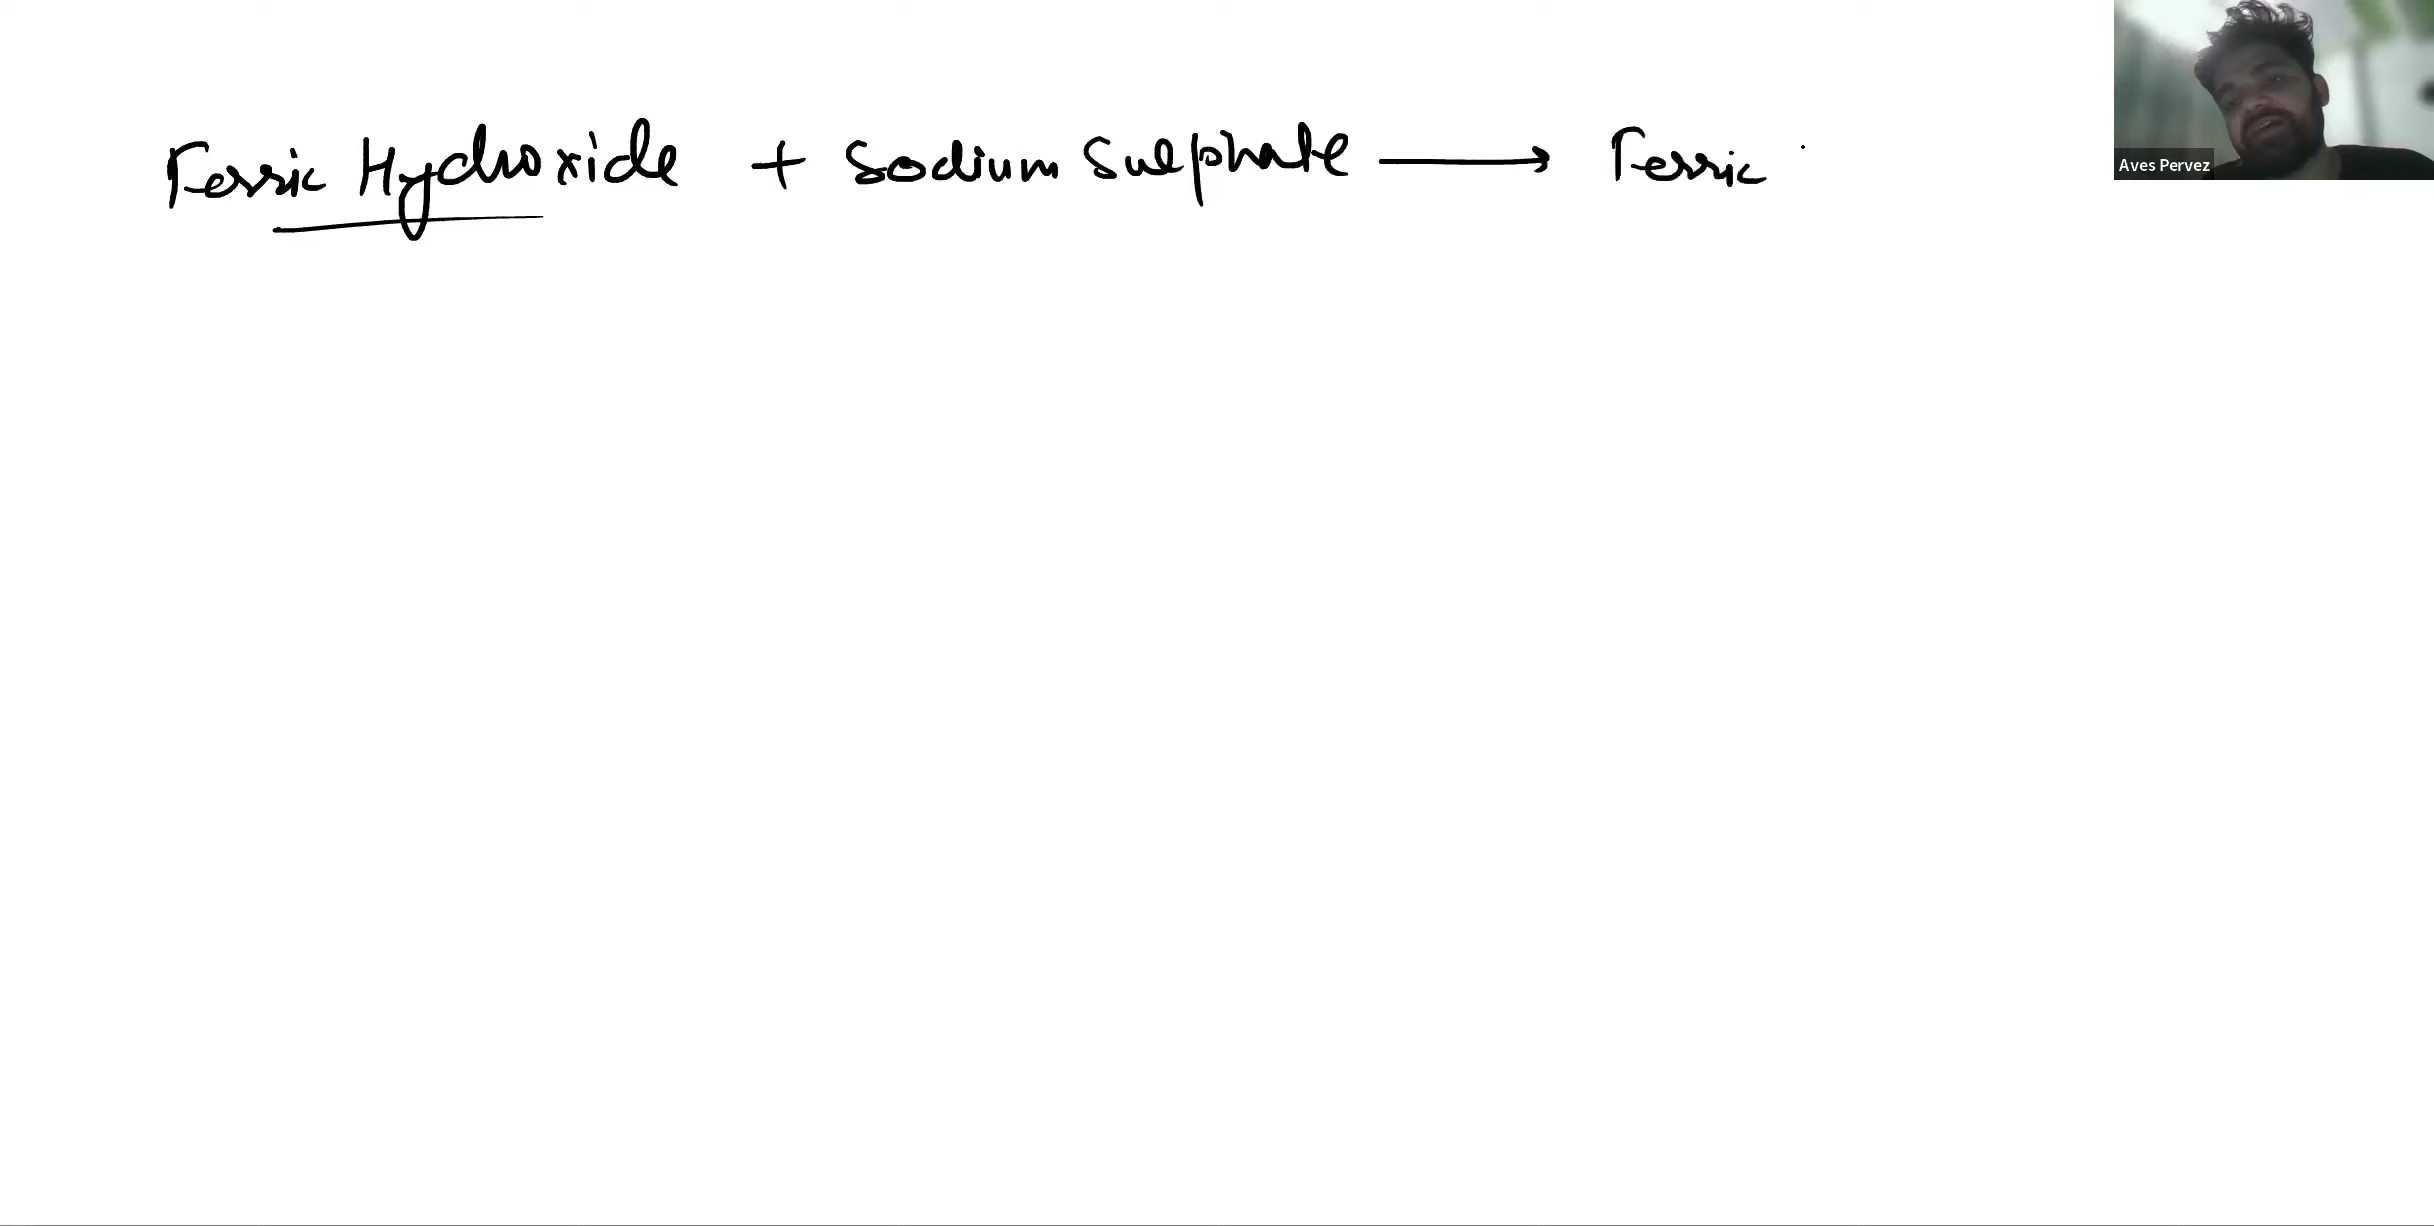 Ferric Hydroxide + Sodium Sulphate ⟶ Ferric
Aves Pervez